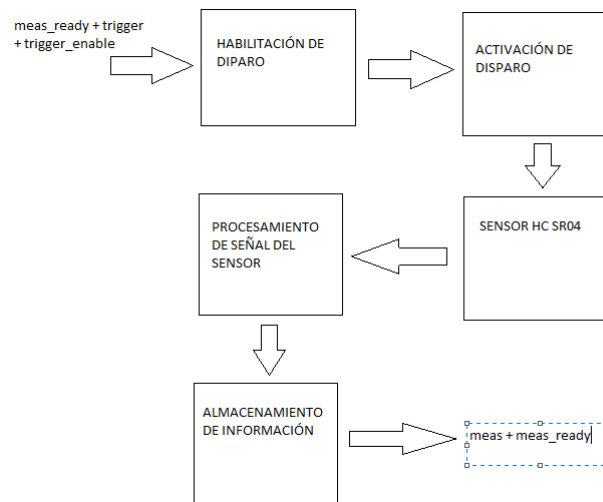 meas_ready + trigger
+ trigger_enable
HABILITACIÓN DE
DIPARO
ACTIVACIÓN DE
DISPARO
SENSOR HC SR04
PROCESAMIENTO
DE SEÑAL DEL
SENSOR
ALMACENAMIENTO
DE INFORMACIÓN
meas + meas_ready